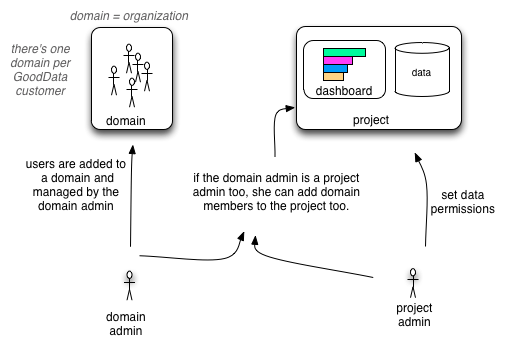 domain = organization
there's one
domain per
GoodData
customer
domain
dashboard
data
project
users are added to
a domain and
managed by the
domain admin
if the domain admin is a project
admin too, she can add domain
members to the project too.
set data
permissions
domain
admin
project
admin